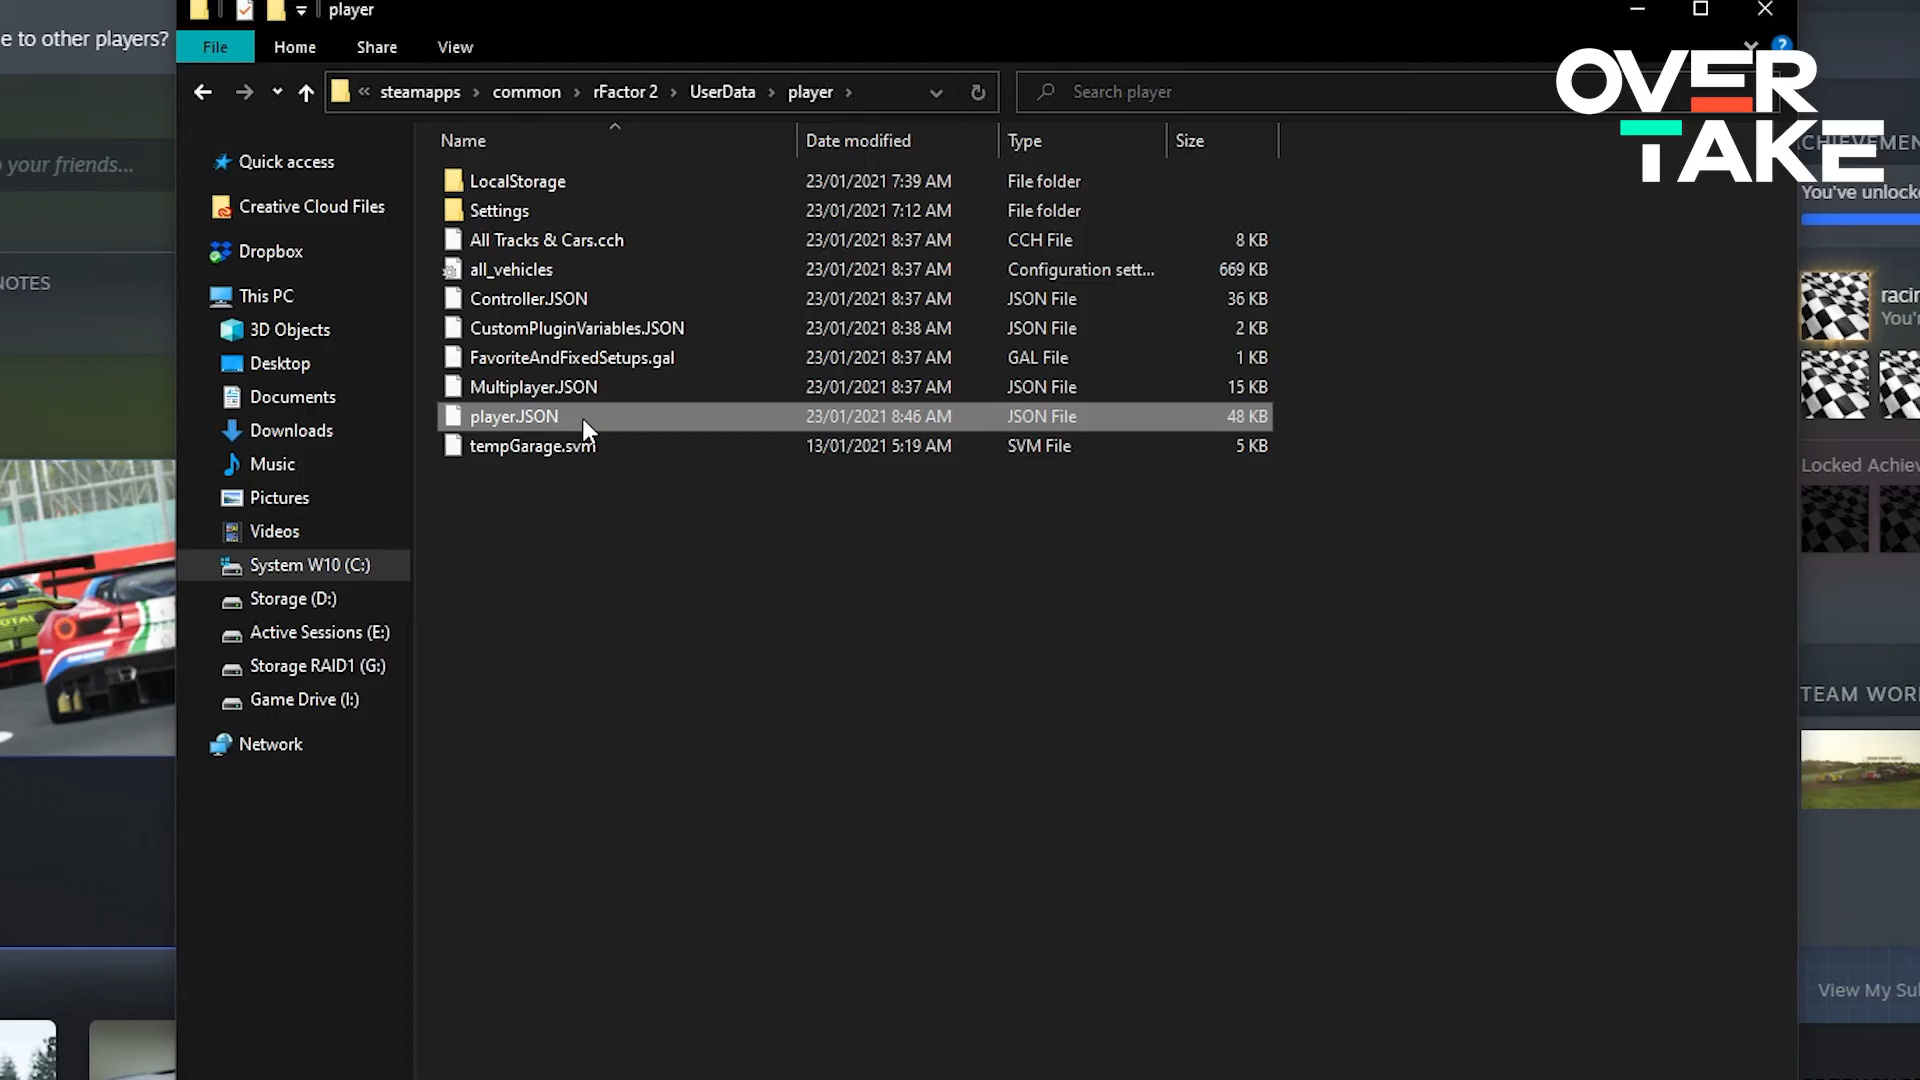 player
e to other players?
File Home Share View
?
OVER
TAKE
« steamapps > common > rFactor 2 > UserData > player >
Search player
Name Date modified Type Size
ACHIEVEMEN
o your friends...
Quick access
LocalStorage 23/01/2021 7:39 AM File folder
You've unlock
Creative Cloud Files
Settings 23/01/2021 7:12 AM File folder
All Tracks & Cars.cch 23/01/2021 8:37 AM CCH File 8 KB
Dropbox
all_vehicles 23/01/2021 8:37 AM Configuration sett... 669 KB
NOTES
This PC
Controller.JSON 23/01/2021 8:37 AM JSON File 36 KB
racin
You'r
3D Objects
CustomPluginVariables.JSON 23/01/2021 8:38 AM JSON File 2 KB
Desktop
FavoriteAndFixedSetups.gal 23/01/2021 8:37 AM GAL File 1 KB
Documents
Multiplayer.JSON 23/01/2021 8:37 AM JSON File 15 KB
Downloads
player.JSON 23/01/2021 8:46 AM JSON File 48 KB
tempGarage.svm 13/01/2021 5:19 AM SVM File 5 KB
Music
Locked Achiev
Pictures
Videos
System W10 (C:)
Storage (D:)
Active Sessions (E:)
Storage RAID1 (G:)
Game Drive (I:)
TEAM WOR
Network
View My Sul